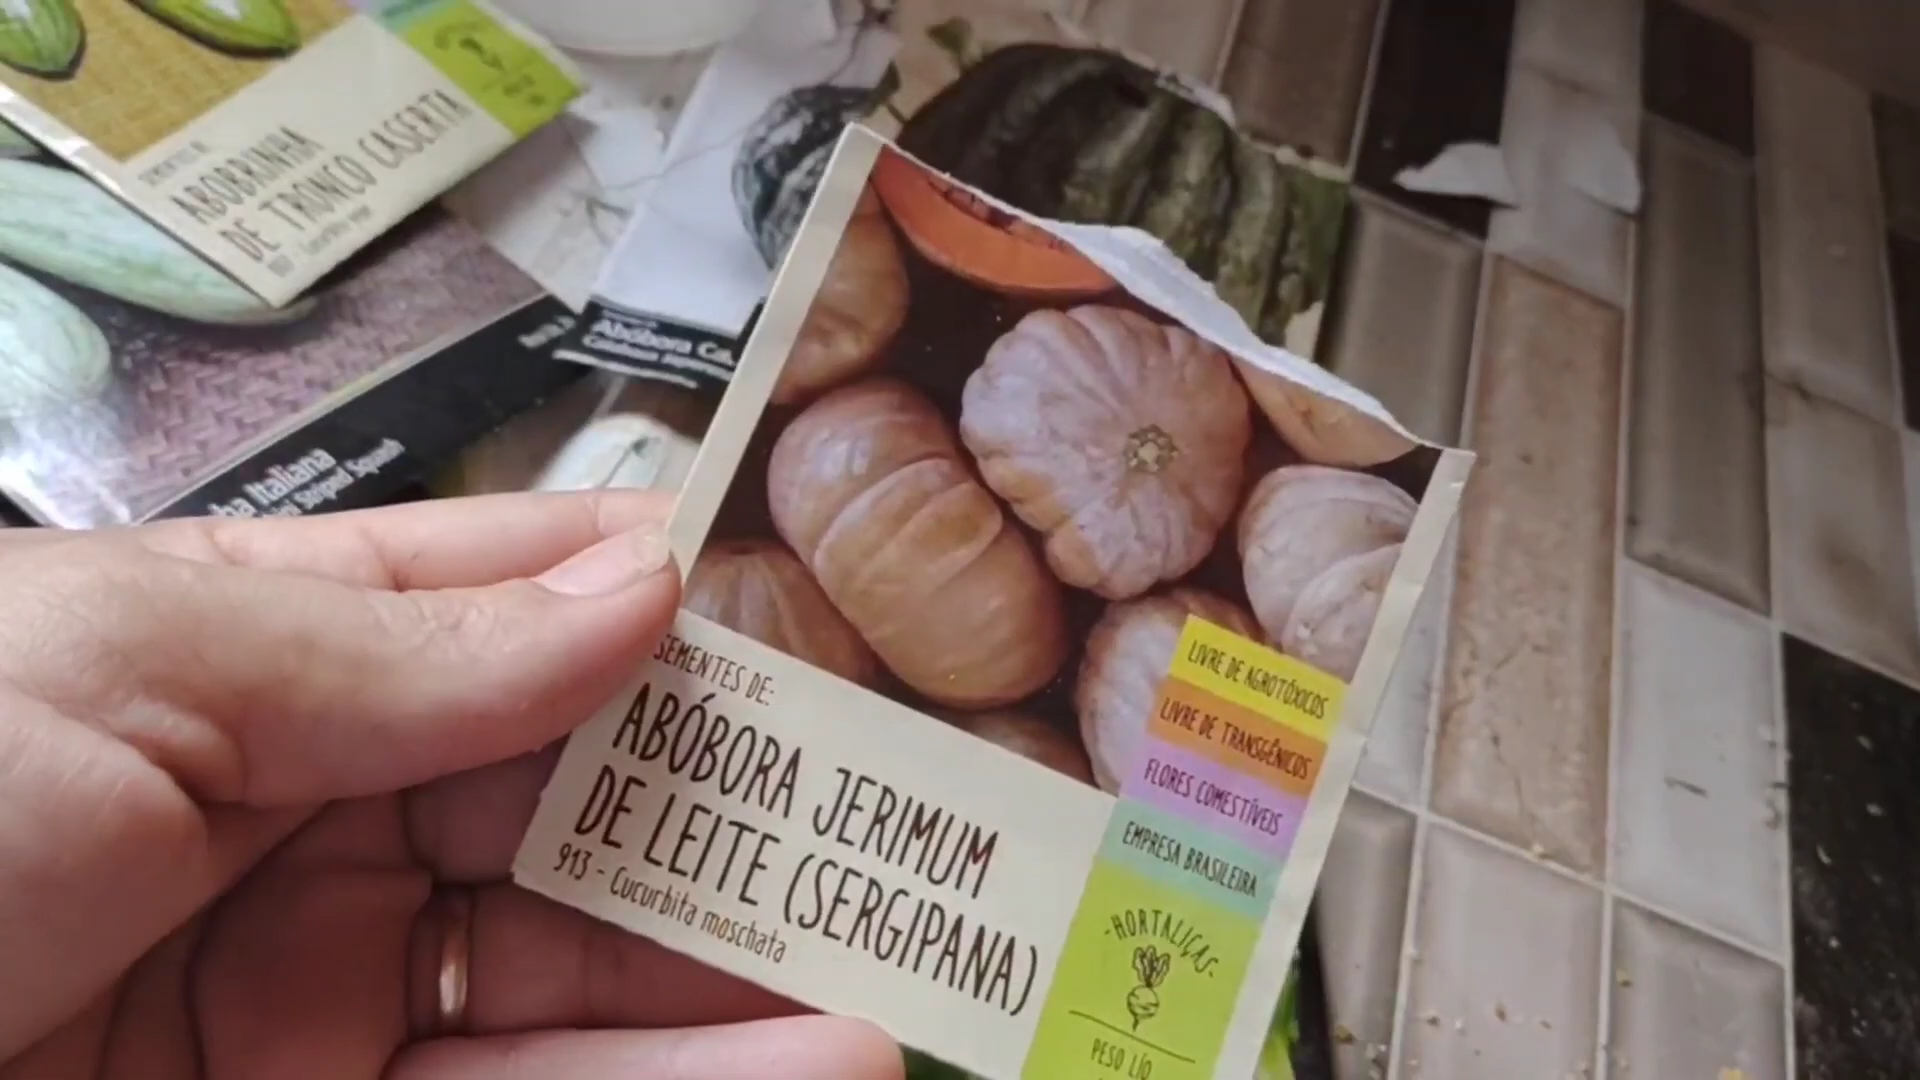 ABOBRINHA
DE TRONCO CASERTA
Abóbora Ca
Italiana
Striped Squash
SEMENTES DE:
ABÓBORA JERIMUM
DE LEITE (SERGIPANA)
913 - Cucurbita moschata
LIVRE DE AGROTÓXICOS
LIVRE DE TRANSGÊNICOS
FLORES COMESTÍVEIS
EMPRESA BRASILEIRA
-HORTALIÇAS-
PESO LÍQ